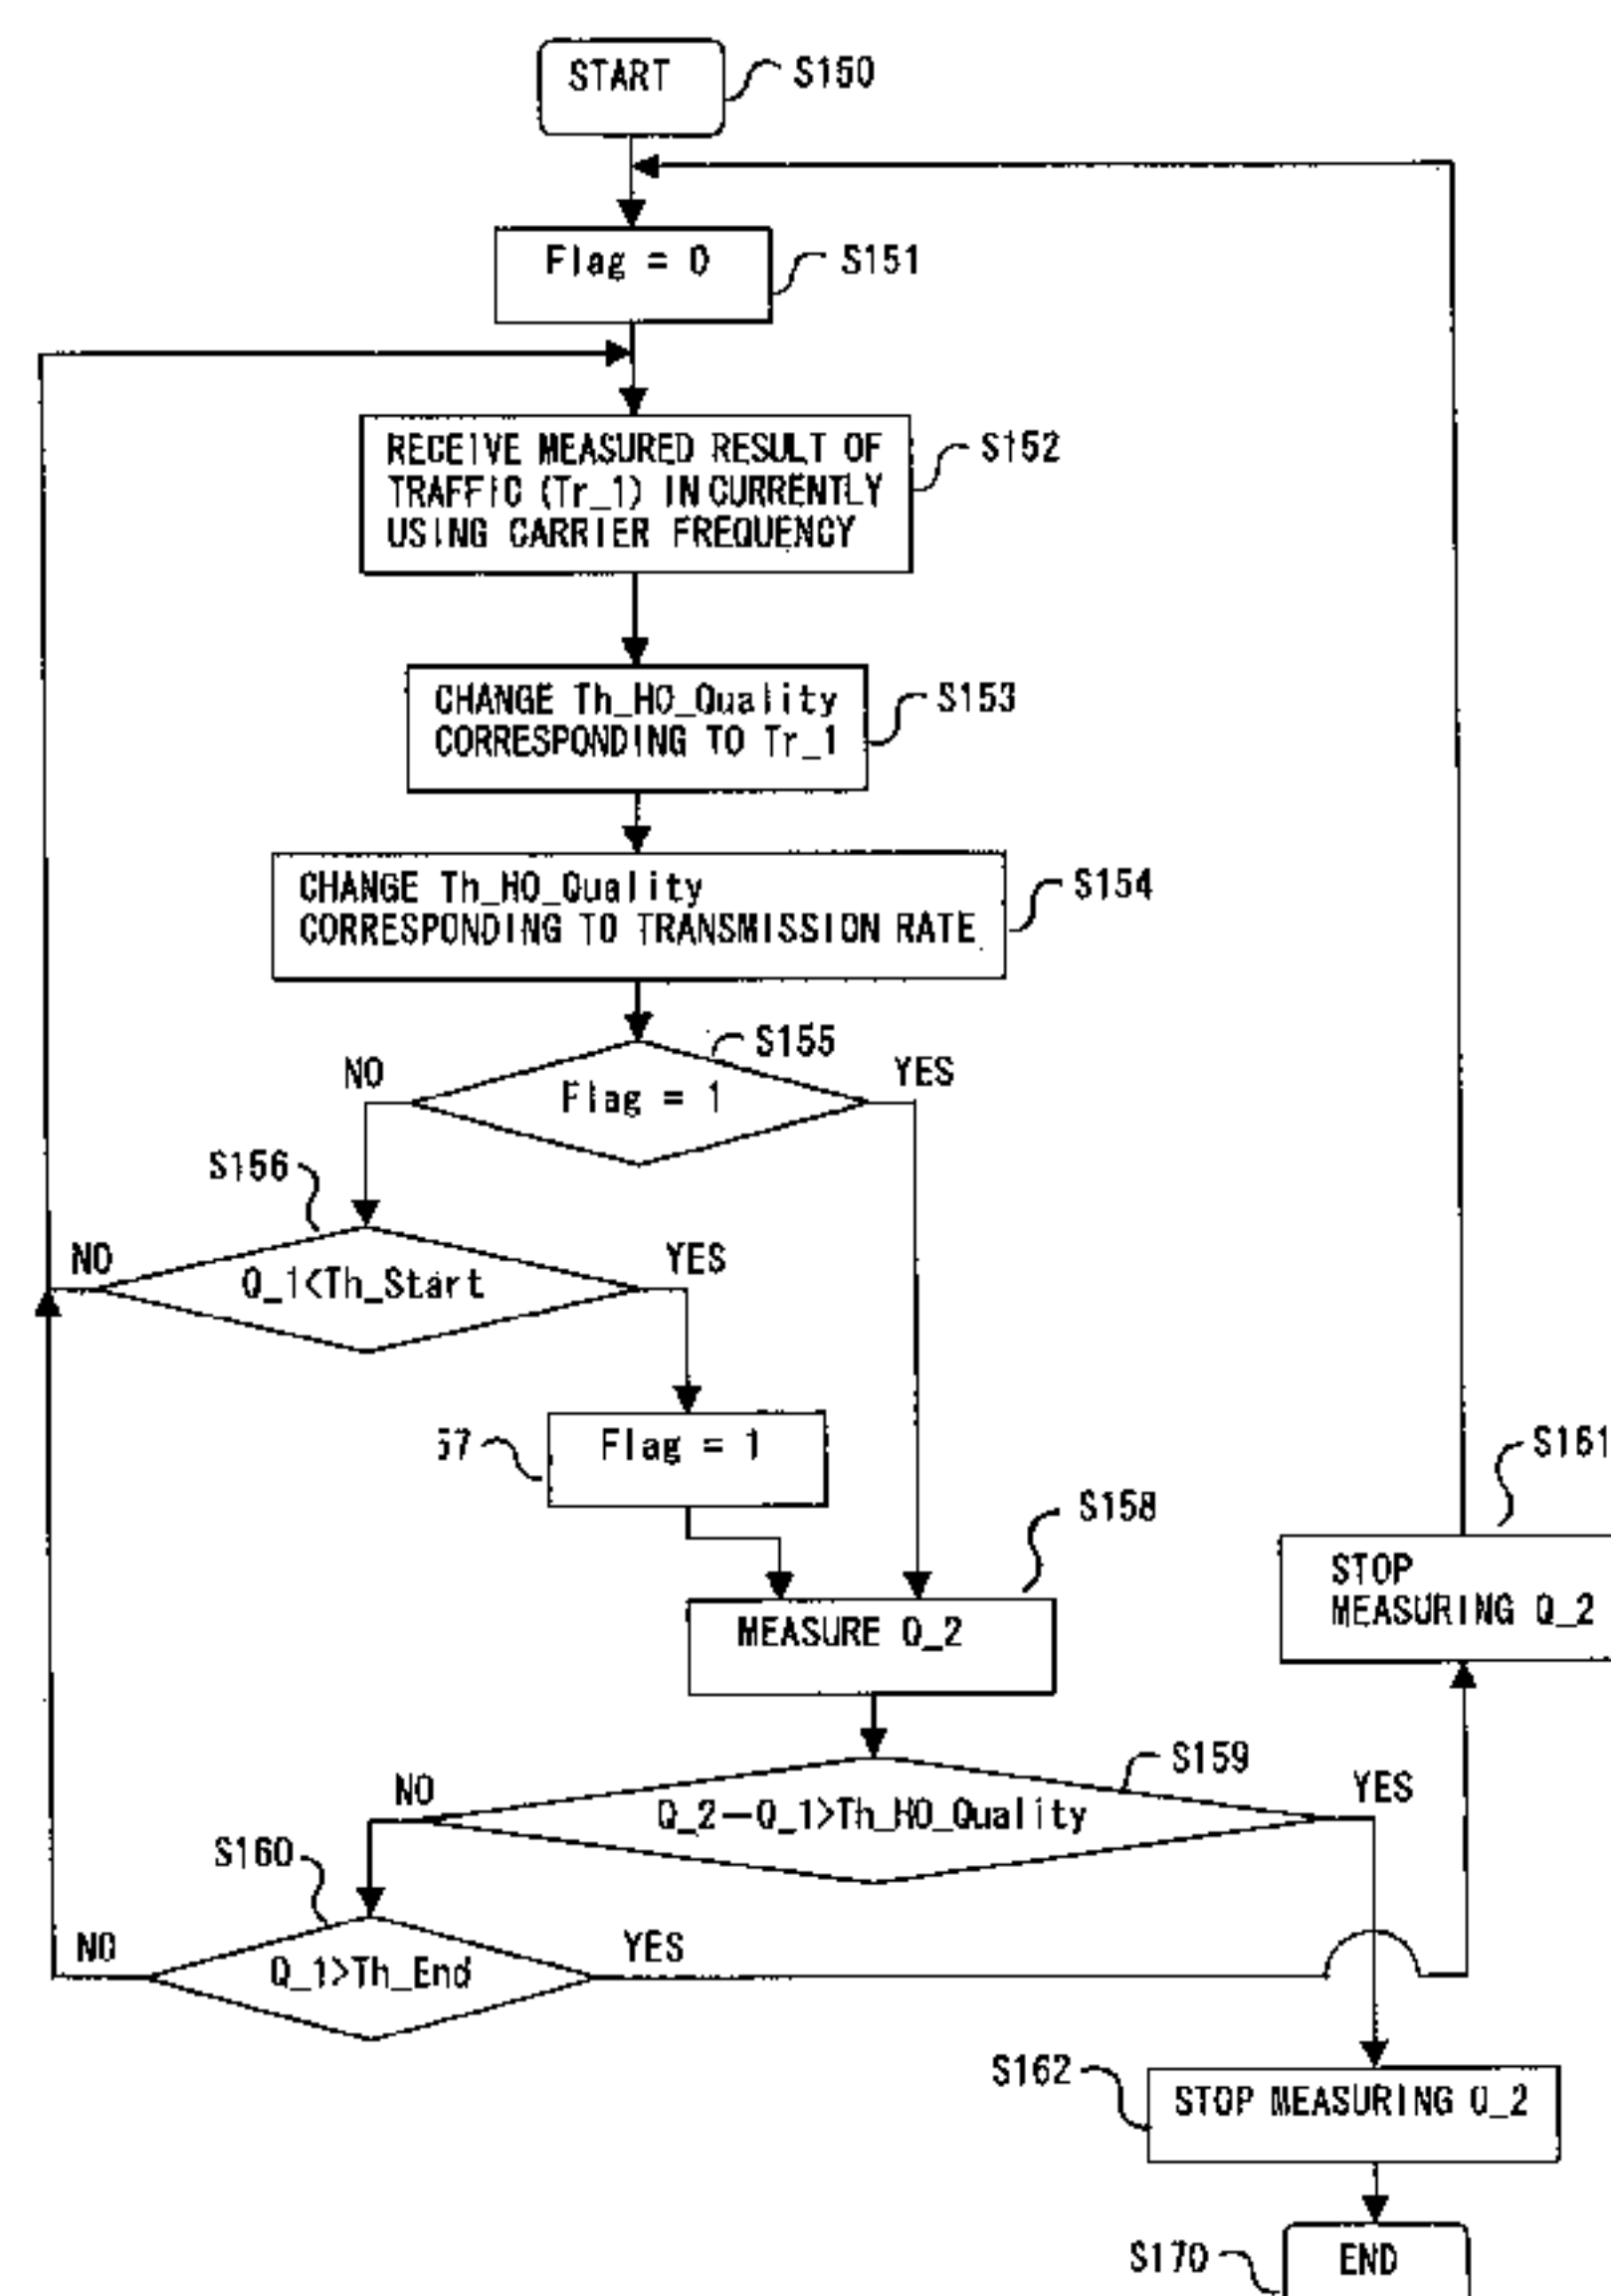 START
S150
Flag = 0
S151
RECEIVE MEASURED RESULT OF
TRAFFIC (Tr_1) IN CURRENTLY
USING CARRIER FREQUENCY
S152
CHANGE Th_HO_Quality
CORRESPONDING TO Tr_1
S153
CHANGE Th_HO_Quality
CORRESPONDING TO TRANSMISSION RATE
S154
S155
NO
Flag = 1
YES
S156
NO
Q_1<Th_Start
YES
57
Flag = 1
S161
S158
STOP
MEASURING Q_2
MEASURE Q_2
S159
NO
Q_2-Q_1>Th_HO_Quality
YES
S160
NO
Q_1>Th_End
YES
S162
STOP MEASURING Q_2
S170
END